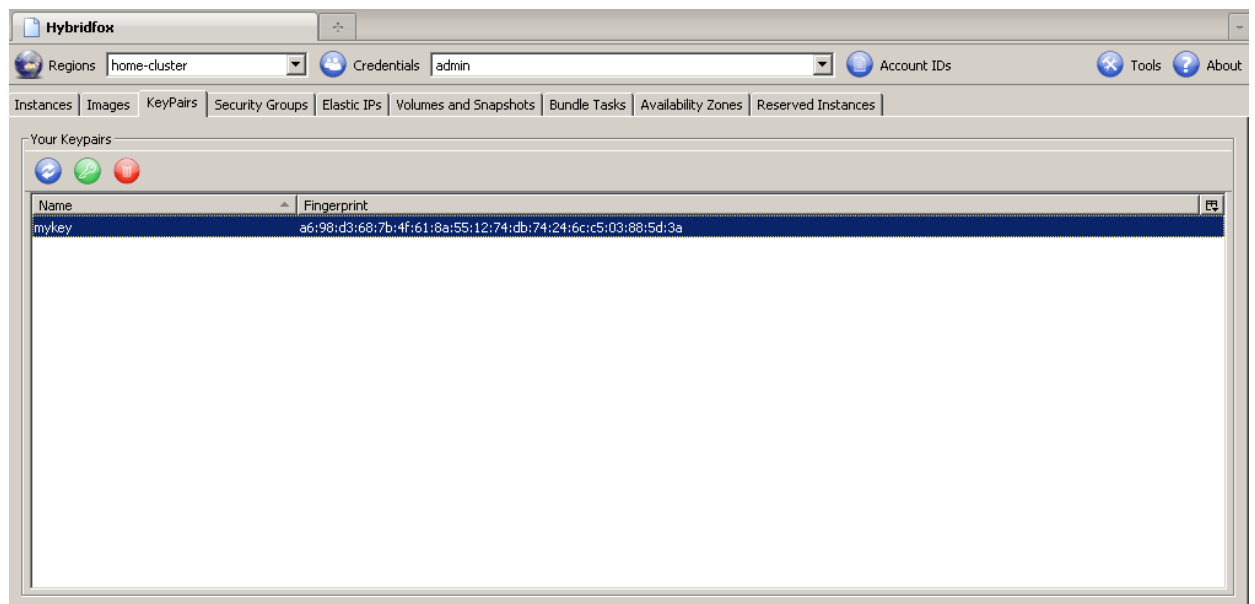 Hybridfox
Regions home-cluster Credentials admin Account IDs Tools About
Instances Images KeyPairs Security Groups Elastic IPs Volumes and Snapshots Bundle Tasks Availability Zones Reserved Instances
Your Keypairs
Name Fingerprint
mykey a6:98:d3:68:7b:4f:61:8a:55:12:74:db:74:24:6c:c5:03:88:5d:3a